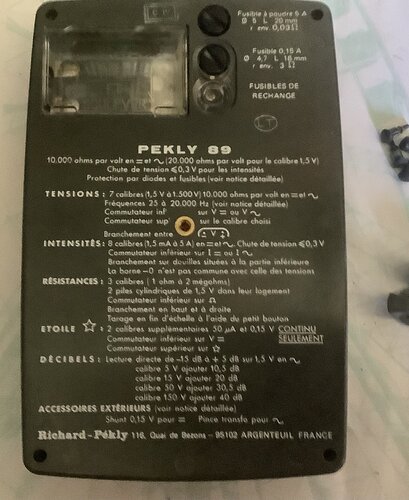 Fusible à poudre 5 A
Ø 5 L 20 mm
r env. 0,03 Ω
Fusible 0,15 A
Ø 4,7 L 18 mm
r env. 3 Ω
FUSIBLES DE
RECHANGE
PEKLY 89
10.000 ohms par volt en = et ∿ (20.000 ohms par volt pour le calibre 1,5 V)
Chute de tension ⩽ 0,3 V pour les intensités
Protection par diodes et fusibles (voir notice détaillée)
TENSIONS : 7 calibres (1,5 V à 1.500 V) 10.000 ohms par volt en = et ∿
Fréquences 25 à 20.000 Hz (voir notice détaillée)
Commutateur inf sur V = ou V ∿
Commutateur sup sur le calibre choisi
Branchement entre ± V
INTENSITÉS : 8 calibres (1,5 mA à 5 A) en = et ∿. Chute de tension ⩽ 0,3 V
Commutateur inférieur sur I = ou I ∿
Branchement sur douilles situées à la partie inférieure
La borne −0 n'est pas commune avec celle des tensions
RÉSISTANCES : 3 calibres (1 ohm à 2 mégohms)
2 piles cylindriques de 1,5 V dans leur logement
Commutateur inférieur sur Ω
Branchement en haut et à droite
Tarage en fin d'échelle à l'aide du petit bouton
ETOILE ☆ : 2 calibres supplémentaires 50 µA et 0,15 V CONTINU
Commutateur inférieur sur V = SEULEMENT
Commutateur supérieur sur ☆
DÉCIBELS : Lecture directe de −15 dB à + 5 dB sur 1,5 V en ∿
calibre 5 V ajouter 10,5 dB
calibre 15 V ajouter 20 dB
calibre 50 V ajouter 30,5 dB
calibre 150 V ajouter 40 dB
ACCESSOIRES EXTÉRIEURS (voir notice détaillée)
Shunt 0,15 V pour = Pince transfo pour ∿
Richard-Pékly 116, Quai de Bezons - 95102 ARGENTEUIL FRANCE